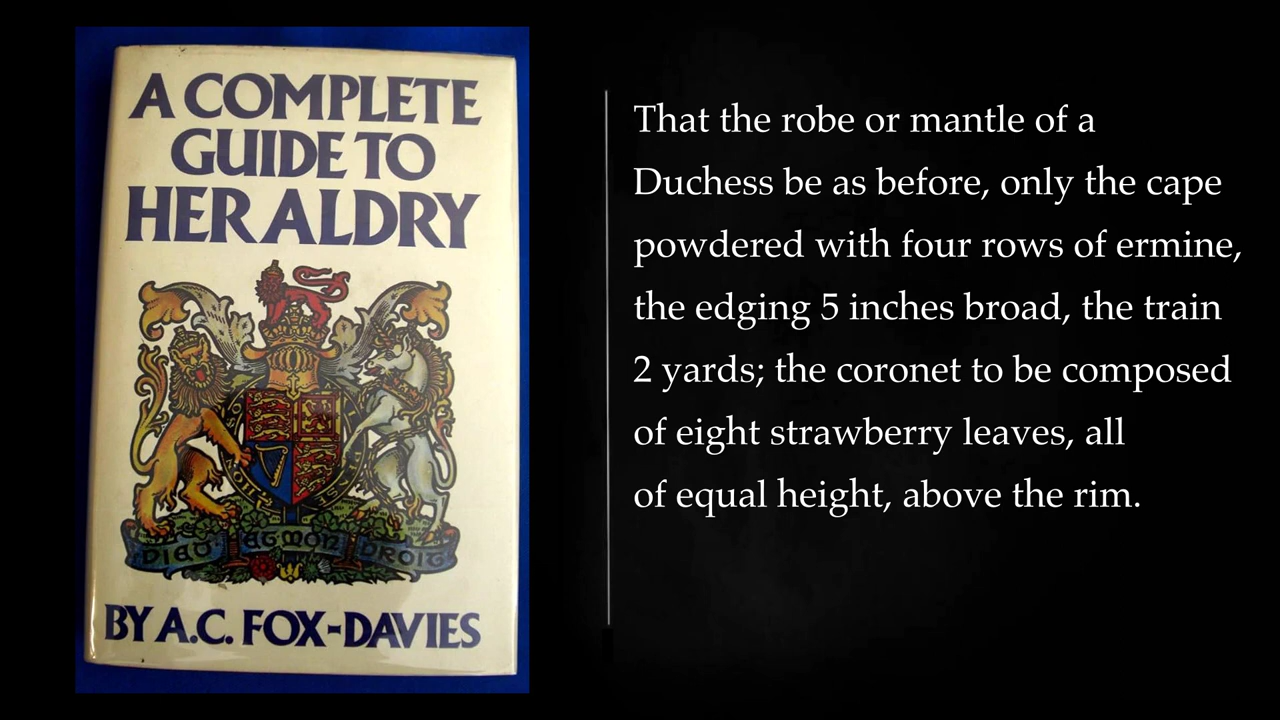 A COMPLETE
GUIDE TO
HERALDRY
DIEU ET MON DROIT
BY A.C. FOX-DAVIES
That the robe or mantle of a
Duchess be as before, only the cape
powdered with four rows of ermine,
the edging 5 inches broad, the train
2 yards; the coronet to be composed
of eight strawberry leaves, all
of equal height, above the rim.